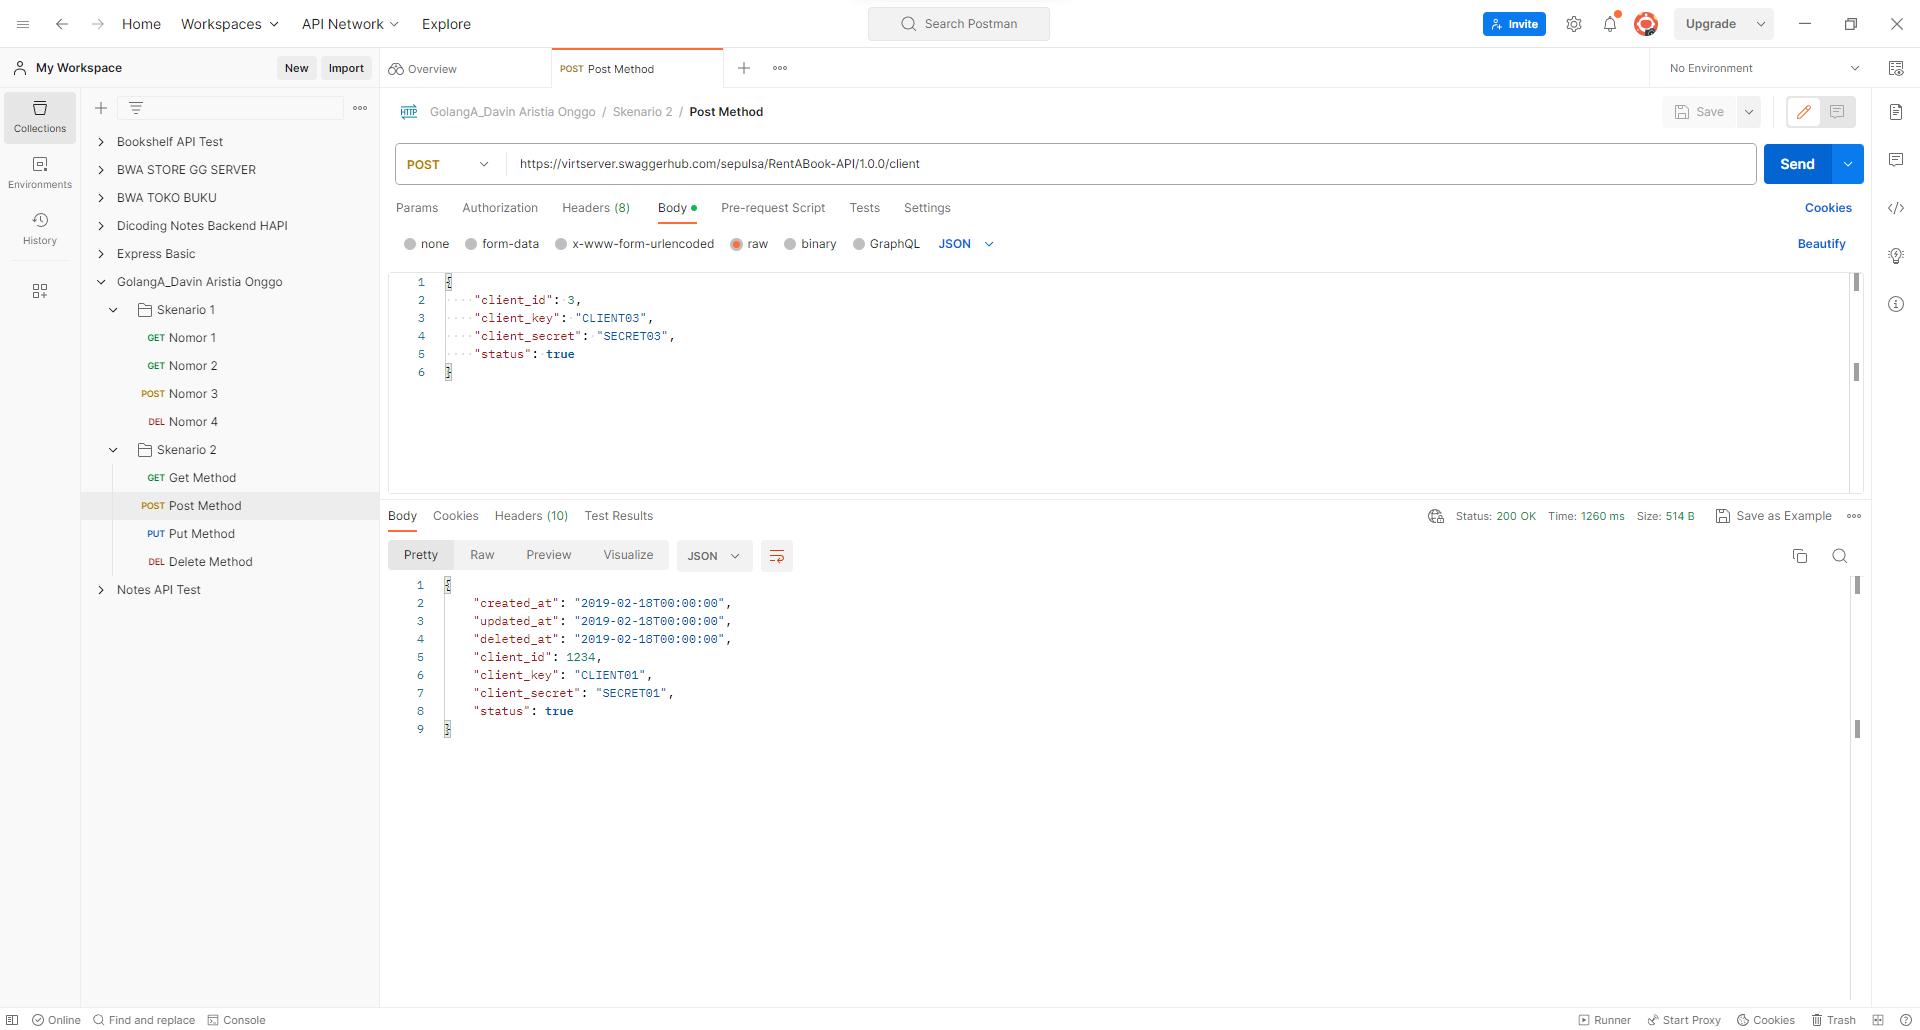 Home Workspaces API Network Explore Search Postman Invite Upgrade
My Workspace New Import Overview POST Post Method No Environment
Collections
Environments
History
Bookshelf API Test
BWA STORE GG SERVER
BWA TOKO BUKU
Dicoding Notes Backend HAPI
Express Basic
GolangA_Davin Aristia Onggo
Skenario 1
GET Nomor 1
GET Nomor 2
POST Nomor 3
DEL Nomor 4
Skenario 2
GET Get Method
POST Post Method
PUT Put Method
DEL Delete Method
Notes API Test
HTTP GolangA_Davin Aristia Onggo / Skenario 2 / Post Method Save
POST https://virtserver.swaggerhub.com/sepulsa/RentABook-API/1.0.0/client Send
Params Authorization Headers (8) Body Pre-request Script Tests Settings Cookies
none form-data x-www-form-urlencoded raw binary GraphQL JSON Beautify
1 {
2 "client_id": 3,
3 "client_key": "CLIENT03",
4 "client_secret": "SECRET03",
5 "status": true
6 }
Body Cookies Headers (10) Test Results Status: 200 OK Time: 1260 ms Size: 514 B Save as Example
Pretty Raw Preview Visualize JSON
1 {
2 "created_at": "2019-02-18T00:00:00",
3 "updated_at": "2019-02-18T00:00:00",
4 "deleted_at": "2019-02-18T00:00:00",
5 "client_id": 1234,
6 "client_key": "CLIENT01",
7 "client_secret": "SECRET01",
8 "status": true
9 }
Online Find and replace Console Runner Start Proxy Cookies Trash